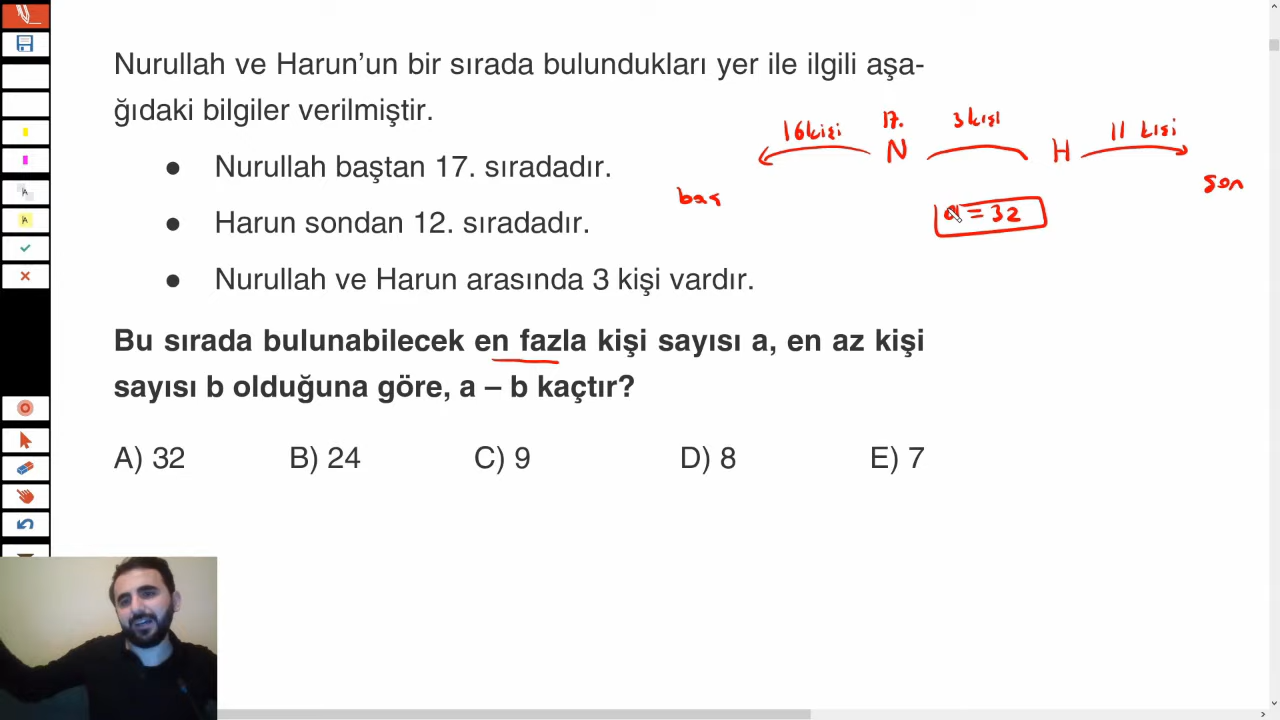 Nurullah ve Harun'un bir sırada bulundukları yer ile ilgili aşa-
ğıdaki bilgiler verilmiştir.
● Nurullah baştan 17. sıradadır.
● Harun sondan 12. sıradadır.
● Nurullah ve Harun arasında 3 kişi vardır.
Bu sırada bulunabilecek en fazla kişi sayısı a, en az kişi
sayısı b olduğuna göre, a – b kaçtır?
A) 32 B) 24 C) 9 D) 8 E) 7
16 kişi 17. 3 kişi 11 kişi
N H
baş son
a = 32